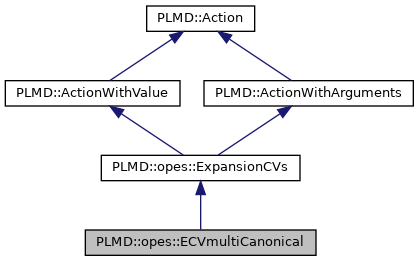 PLMD::Action
PLMD::ActionWithValue
PLMD::ActionWithArguments
PLMD::opes::ExpansionCVs
PLMD::opes::ECVmultiCanonical